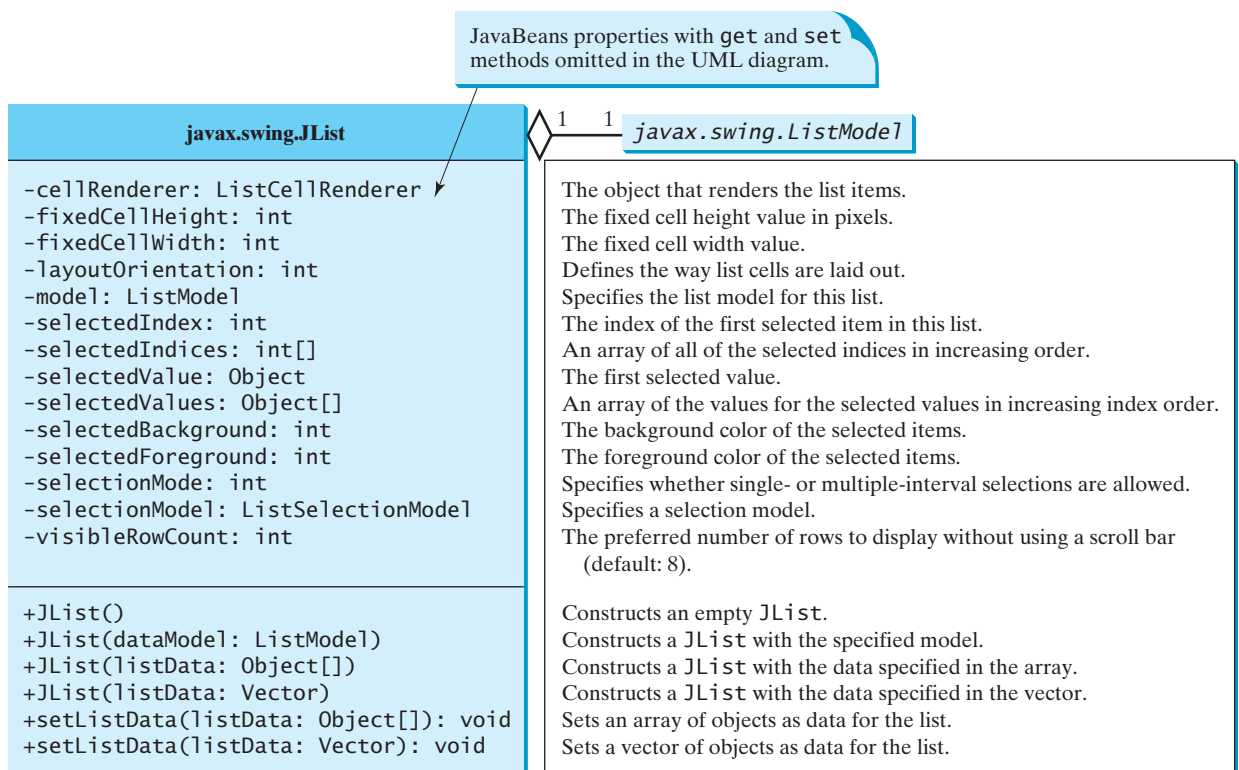 JavaBeans properties with get and set
methods omitted in the UML diagram.
javax.swing.JList
1
1
javax.swing.ListModel
-cellRenderer: ListCellRenderer
The object that renders the list items.
-fixedCellHeight: int
The fixed cell height value in pixels.
-fixedCellWidth: int
The fixed cell width value.
-layoutOrientation: int
Defines the way list cells are laid out.
-model: ListModel
Specifies the list model for this list.
-selectedIndex: int
The index of the first selected item in this list.
-selectedIndices: int[]
An array of all of the selected indices in increasing order.
-selectedValue: Object
The first selected value.
-selectedValues: Object[]
An array of the values for the selected values in increasing index order.
-selectedBackground: int
The background color of the selected items.
-selectedForeground: int
The foreground color of the selected items.
-selectionMode: int
Specifies whether single- or multiple-interval selections are allowed.
-selectionModel: ListSelectionModel
Specifies a selection model.
-visibleRowCount: int
The preferred number of rows to display without using a scroll bar
(default: 8).
+JList()
Constructs an empty JList.
+JList(dataModel: ListModel)
Constructs a JList with the specified model.
+JList(listData: Object[])
Constructs a JList with the data specified in the array.
+JList(listData: Vector)
Constructs a JList with the data specified in the vector.
+setListData(listData: Object[]): void
Sets an array of objects as data for the list.
+setListData(listData: Vector): void
Sets a vector of objects as data for the list.